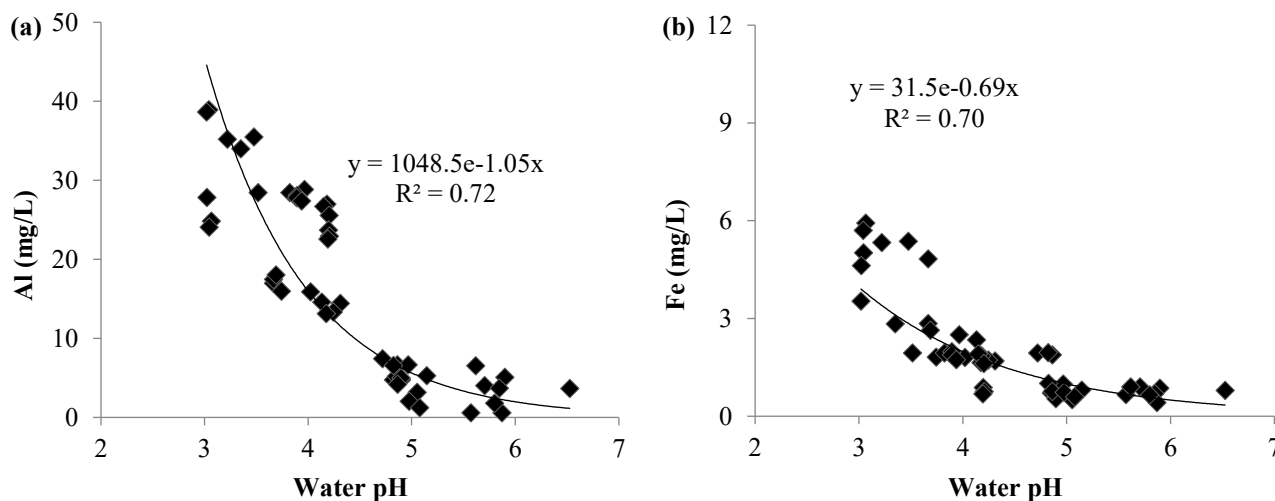 (a)
50
40
30
20
10
0
Al (mg/L)
y = 1048.5e-1.05x
R² = 0.72
2 3 4 5 6 7
Water pH
(b)
12
9
6
3
0
Fe (mg/L)
y = 31.5e-0.69x
R² = 0.70
2 3 4 5 6 7
Water pH